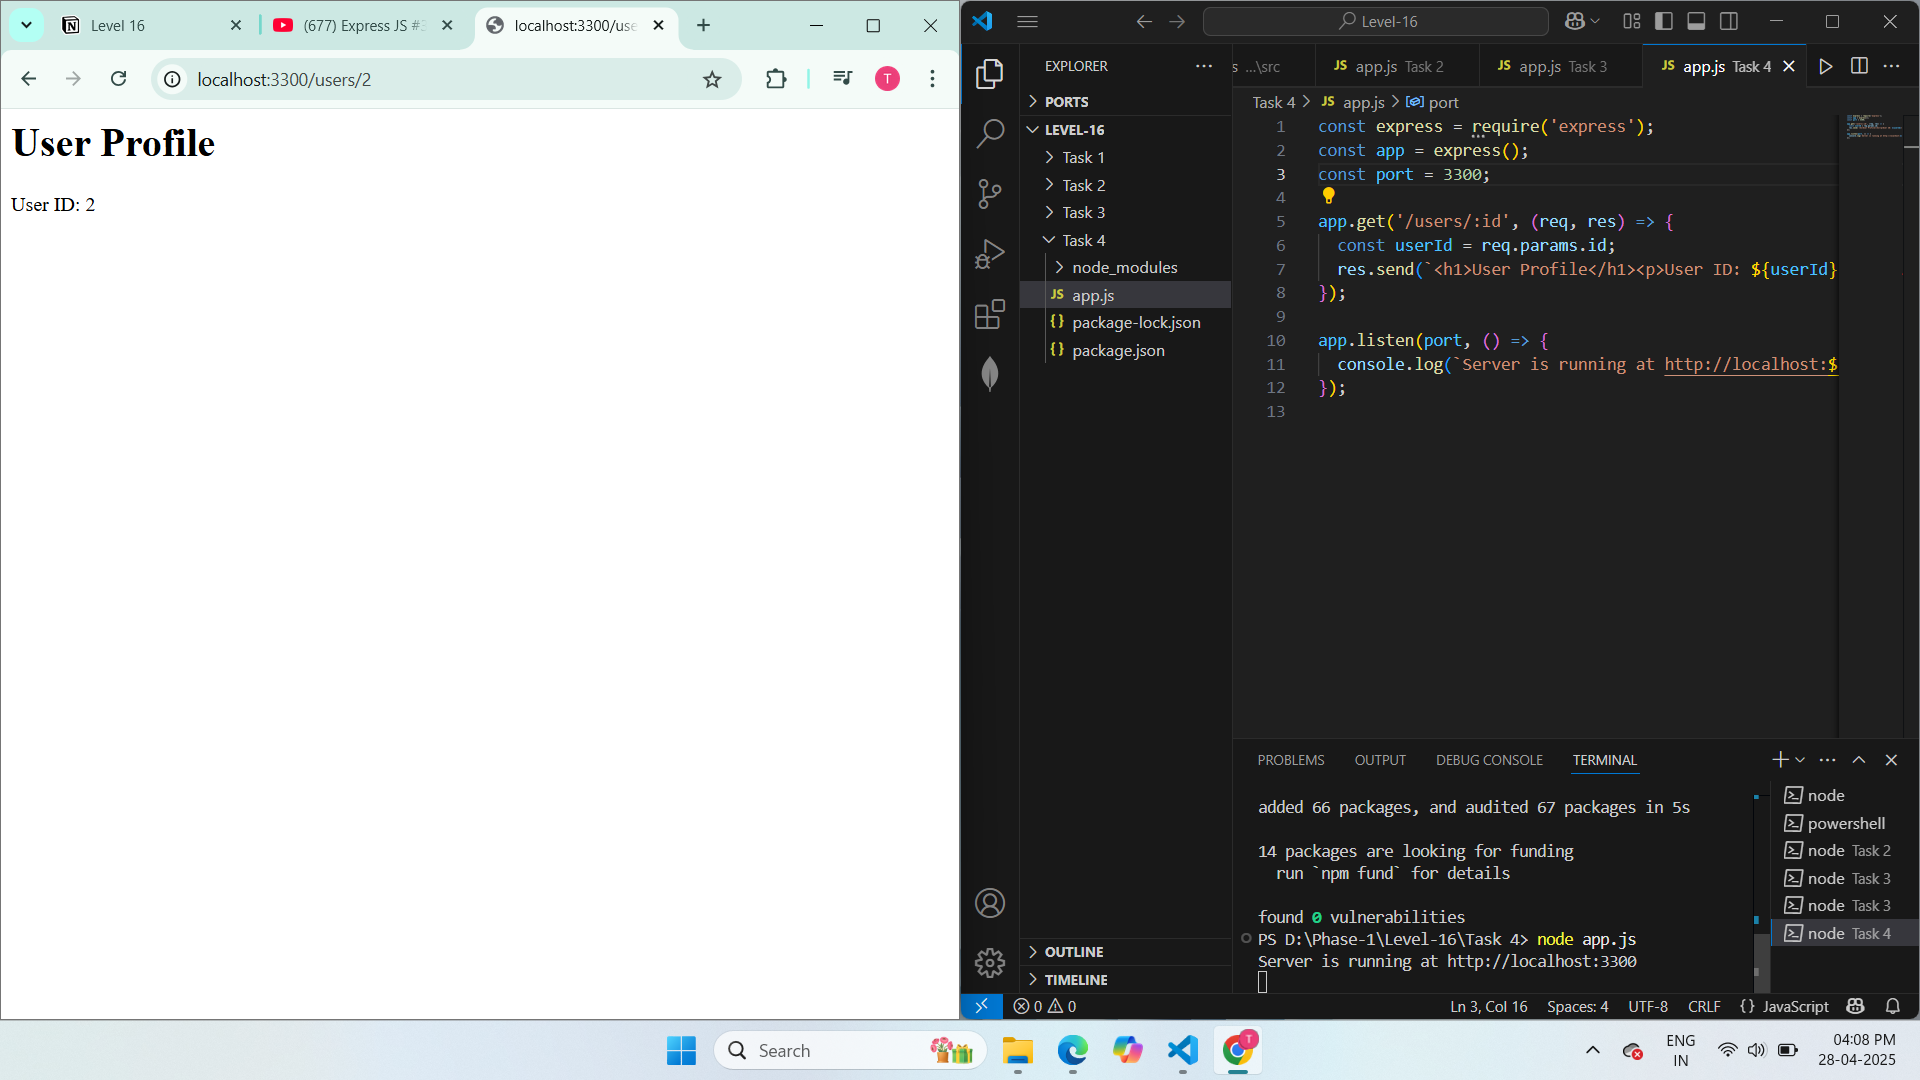 Level 16
(677) Express JS #3
localhost:3300/use
localhost:3300/users/2
T
User Profile
User ID: 2
Level-16
EXPLORER
PORTS
LEVEL-16
Task 1
Task 2
Task 3
Task 4
node_modules
JS app.js
{} package-lock.json
{} package.json
OUTLINE
TIMELINE
s ...\src
JS app.js Task 2
JS app.js Task 3
JS app.js Task 4
Task 4 > JS app.js > port
1 const express = require('express');
2 const app = express();
3 const port = 3300;
4
5 app.get('/users/:id', (req, res) => {
6 const userId = req.params.id;
7 res.send(`<h1>User Profile</h1><p>User ID: ${userId}
8 });
9
10 app.listen(port, () => {
11 console.log(`Server is running at http://localhost:$
12 });
13
PROBLEMS OUTPUT DEBUG CONSOLE TERMINAL
added 66 packages, and audited 67 packages in 5s
14 packages are looking for funding
run `npm fund` for details
found 0 vulnerabilities
PS D:\Phase-1\Level-16\Task 4> node app.js
Server is running at http://localhost:3300
node
powershell
node Task 2
node Task 3
node Task 3
node Task 4
0 0
Ln 3, Col 16 Spaces: 4 UTF-8 CRLF {} JavaScript
Search
T
ENG
IN
04:08 PM
28-04-2025